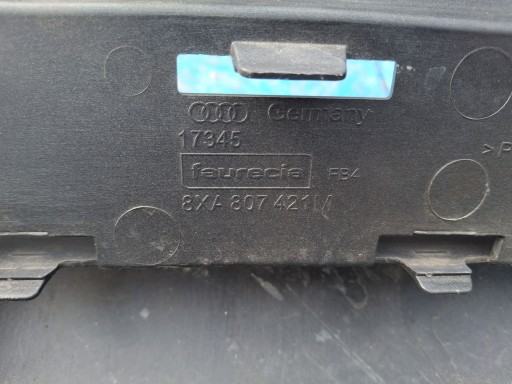 Germany
17345
faurecia FB4
8XA 807 421M
>P